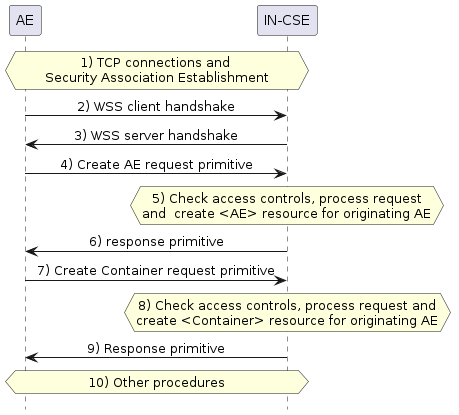 AE
IN-CSE
1) TCP connections and
Security Association Establishment
2) WSS client handshake
3) WSS server handshake
4) Create AE request primitive
5) Check access controls, process request
and  create <AE> resource for originating AE
6) response primitive
7) Create Container request primitive
8) Check access controls, process request and
create <Container> resource for originating AE
9) Response primitive
10) Other procedures